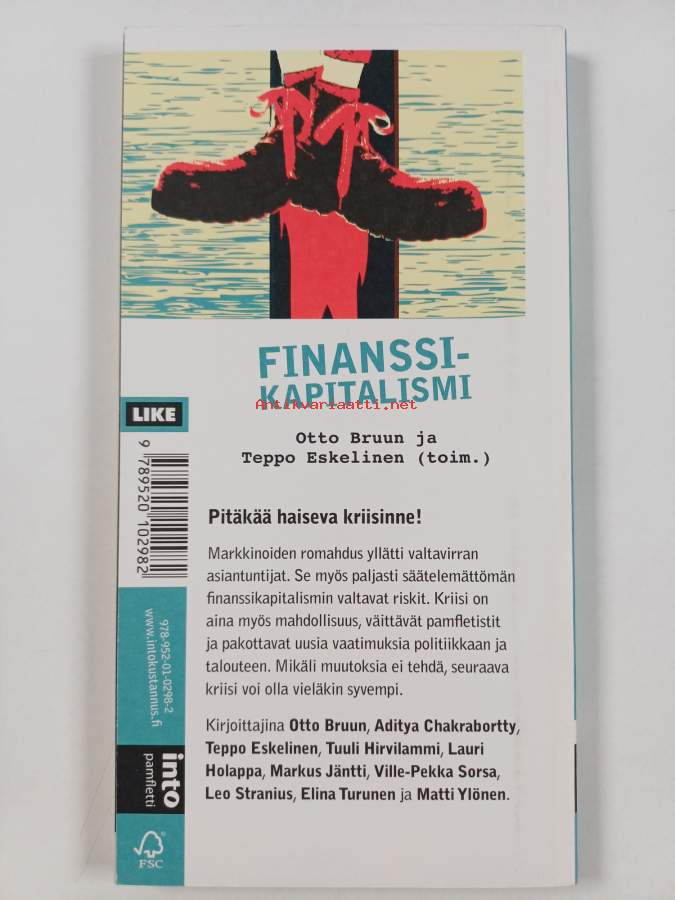 FINANSSI-
KAPITALISMI
Antikvariaatti.net
Otto Bruun ja
Teppo Eskelinen (toim.)
LIKE
9 789520 102982
978-952-01-0298-2
www.intokustannus.fi
into
pamfletti
FSC
Pitäkää haiseva kriisinne!
Markkinoiden romahdus yllätti valtavirran
asiantuntijat. Se myös paljasti säätelemättömän
finanssikapitalismin valtavat riskit. Kriisi on
aina myös mahdollisuus, väittävät pamfletistit
ja pakottavat uusia vaatimuksia politiikkaan ja
talouteen. Mikäli muutoksia ei tehdä, seuraava
kriisi voi olla vieläkin syvempi.
Kirjoittajina Otto Bruun, Aditya Chakrabortty,
Teppo Eskelinen, Tuuli Hirvilammi, Lauri
Holappa, Markus Jäntti, Ville-Pekka Sorsa,
Leo Stranius, Elina Turunen ja Matti Ylönen.